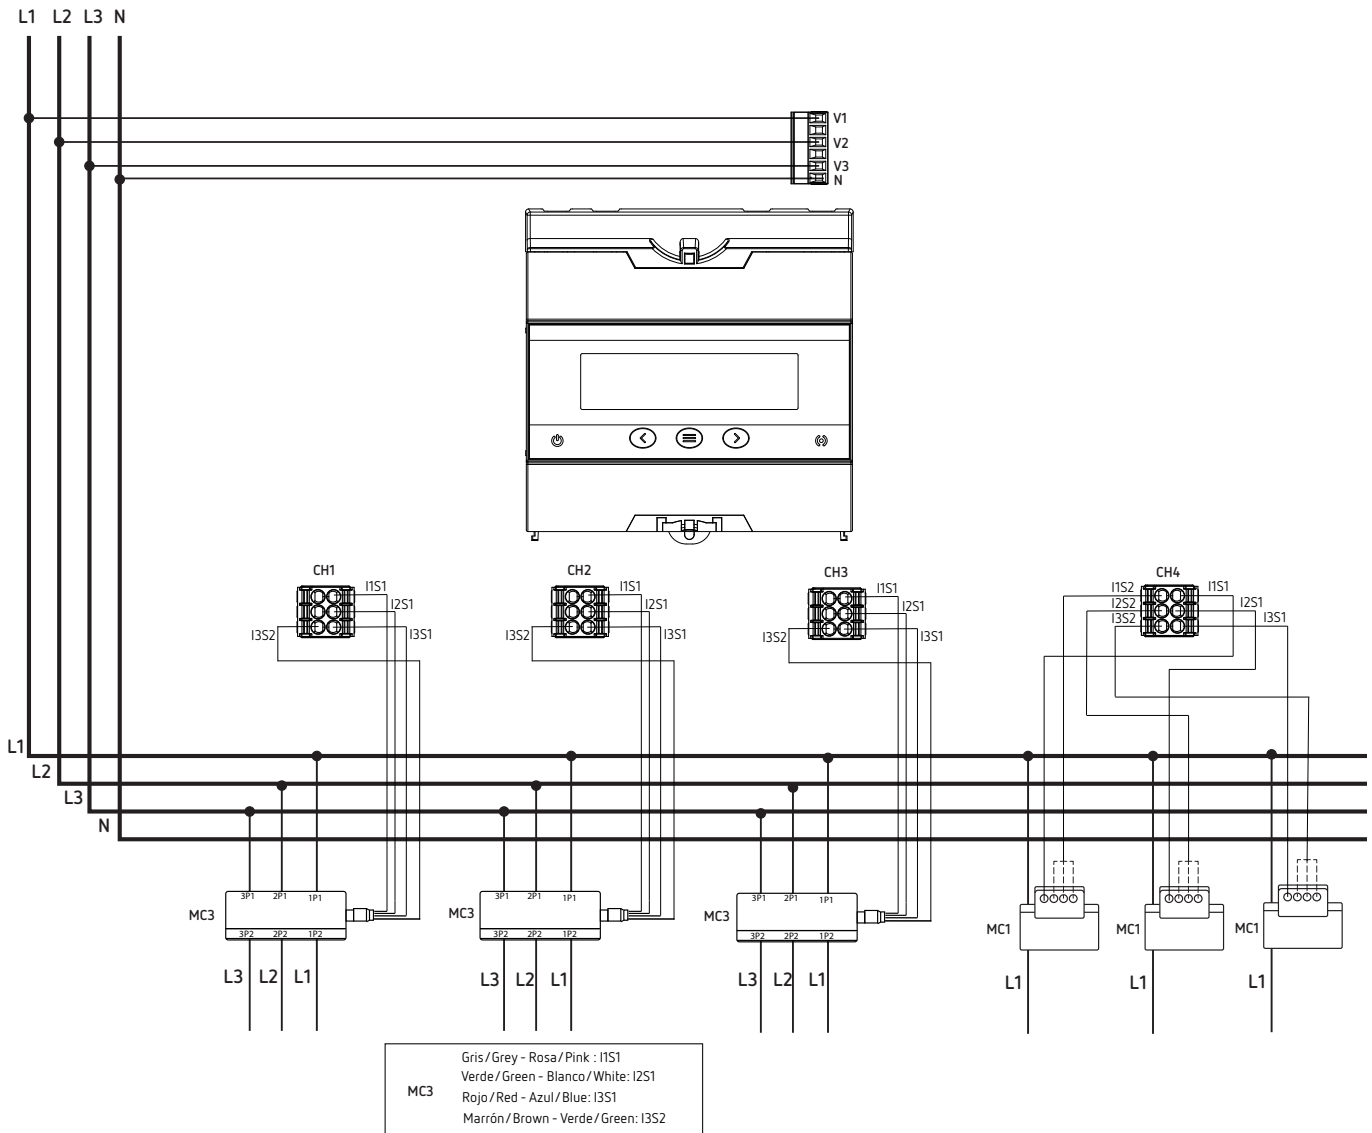 L1 L2 L3 N
V1
V2
V3
N
CH1
I1S1
I2S1
I3S2
I3S1
CH2
I1S1
I2S1
I3S2
I3S1
CH3
I1S1
I2S1
I3S2
I3S1
CH4
I1S2
I2S2
I3S2
I1S1
I2S1
I3S1
L1
L2
L3
N
MC3
3P1 2P1 1P1
3P2 2P2 1P2
L3 L2 L1
MC3
3P1 2P1 1P1
3P2 2P2 1P2
L3 L2 L1
MC3
3P1 2P1 1P1
3P2 2P2 1P2
L3 L2 L1
MC1
L1
MC1
L1
MC1
L1
MC3
Gris/Grey - Rosa/Pink : I1S1
Verde/Green - Blanco/White: I2S1
Rojo/Red - Azul/Blue: I3S1
Marrón/Brown - Verde/Green: I3S2